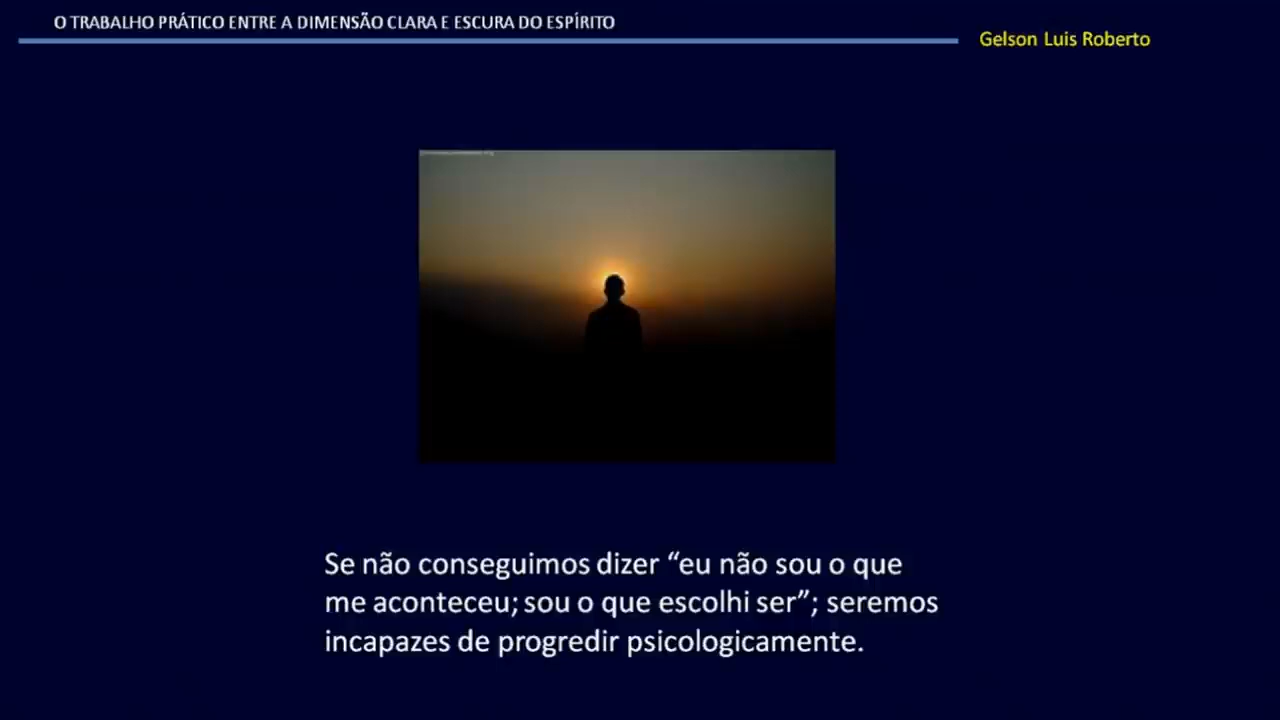 O TRABALHO PRÁTICO ENTRE A DIMENSÃO CLARA E ESCURA DO ESPÍRITO
Gelson Luis Roberto
Se não conseguimos dizer “eu não sou o que
me aconteceu; sou o que escolhi ser”; seremos
incapazes de progredir psicologicamente.